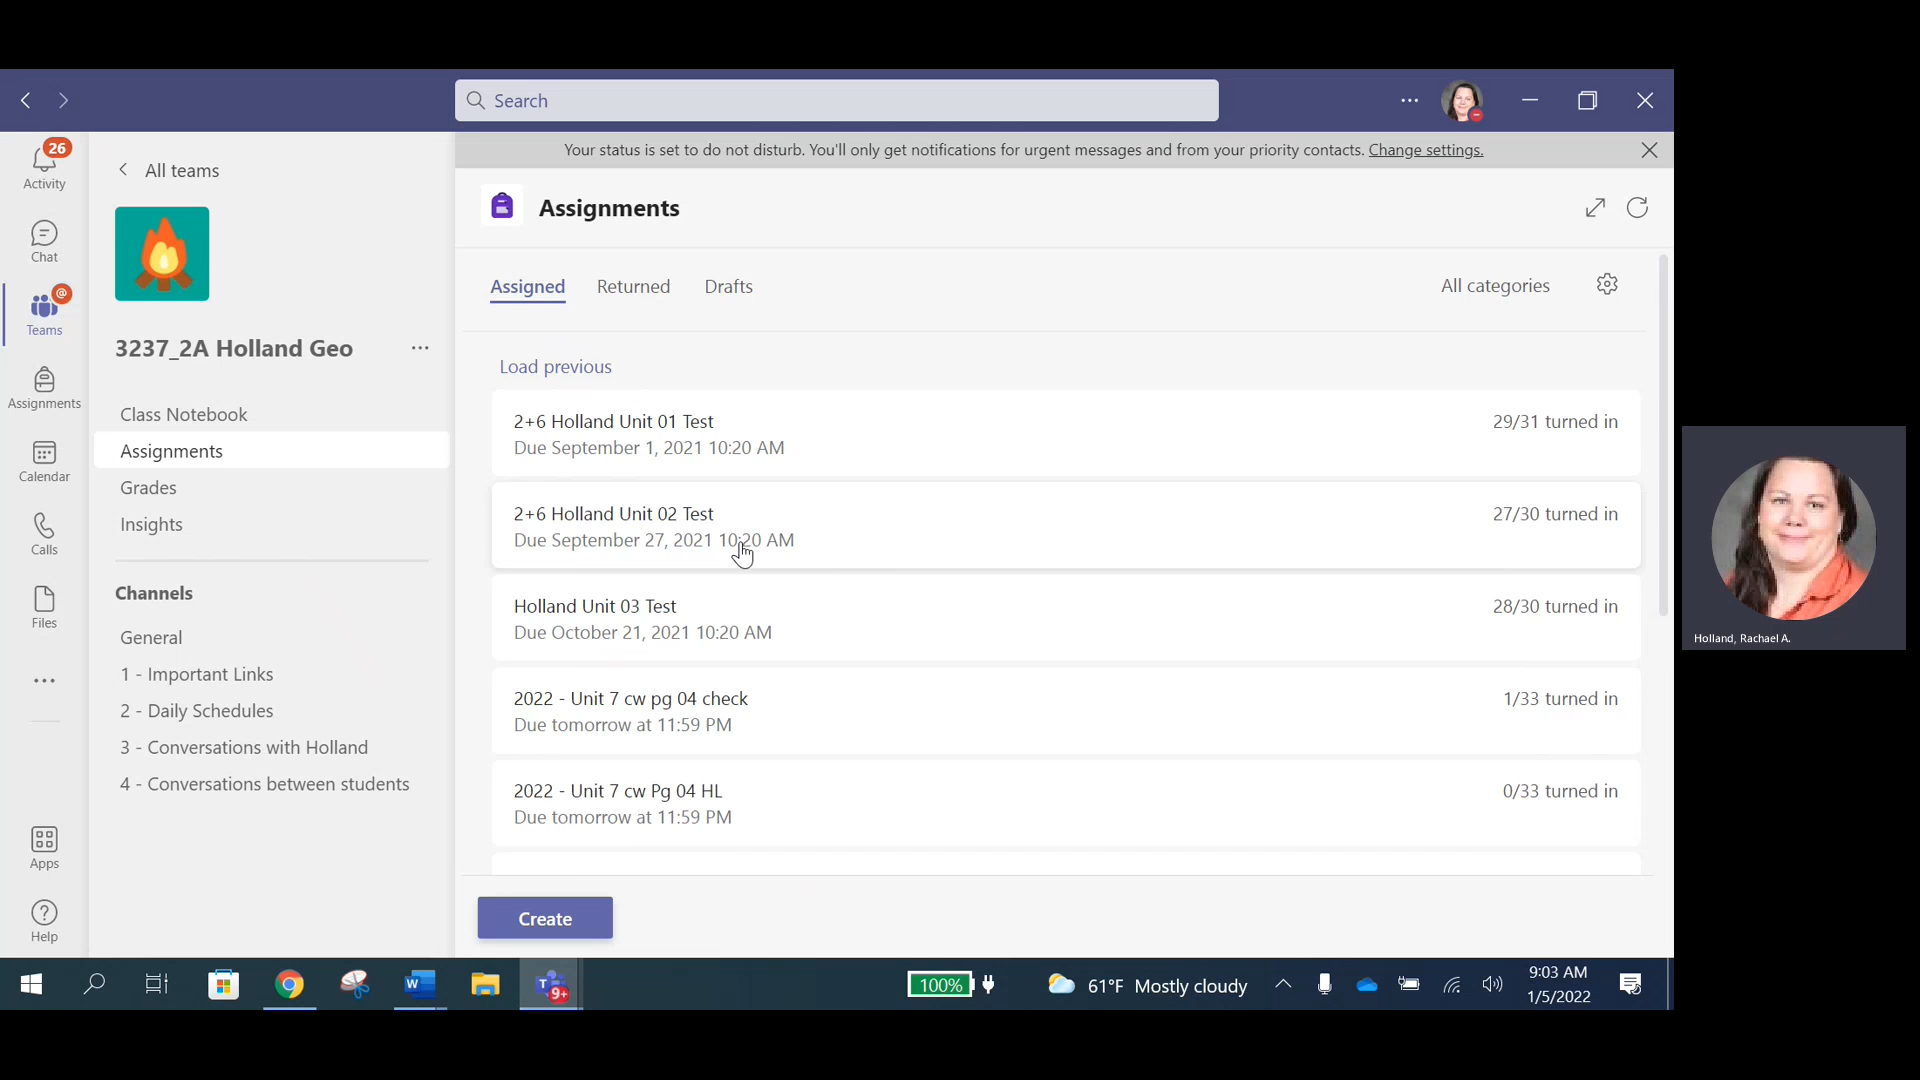 Search
Your status is set to do not disturb. You'll only get notifications for urgent messages and from your priority contacts. Change settings.
26
Activity
Chat
@
Teams
Assignments
Calendar
Calls
Files
Apps
Help
All teams
3237_2A Holland Geo
Class Notebook
Assignments
Grades
Insights
Channels
General
1 - Important Links
2 - Daily Schedules
3 - Conversations with Holland
4 - Conversations between students
Assignments
Assigned Returned Drafts All categories
Load previous
2+6 Holland Unit 01 Test 29/31 turned in
Due September 1, 2021 10:20 AM
2+6 Holland Unit 02 Test 27/30 turned in
Due September 27, 2021 10:20 AM
Holland Unit 03 Test 28/30 turned in
Due October 21, 2021 10:20 AM
2022 - Unit 7 cw pg 04 check 1/33 turned in
Due tomorrow at 11:59 PM
2022 - Unit 7 cw Pg 04 HL 0/33 turned in
Due tomorrow at 11:59 PM
Create
Holland, Rachael A.
W
T
9+
100%
61°F Mostly cloudy
9:03 AM
1/5/2022